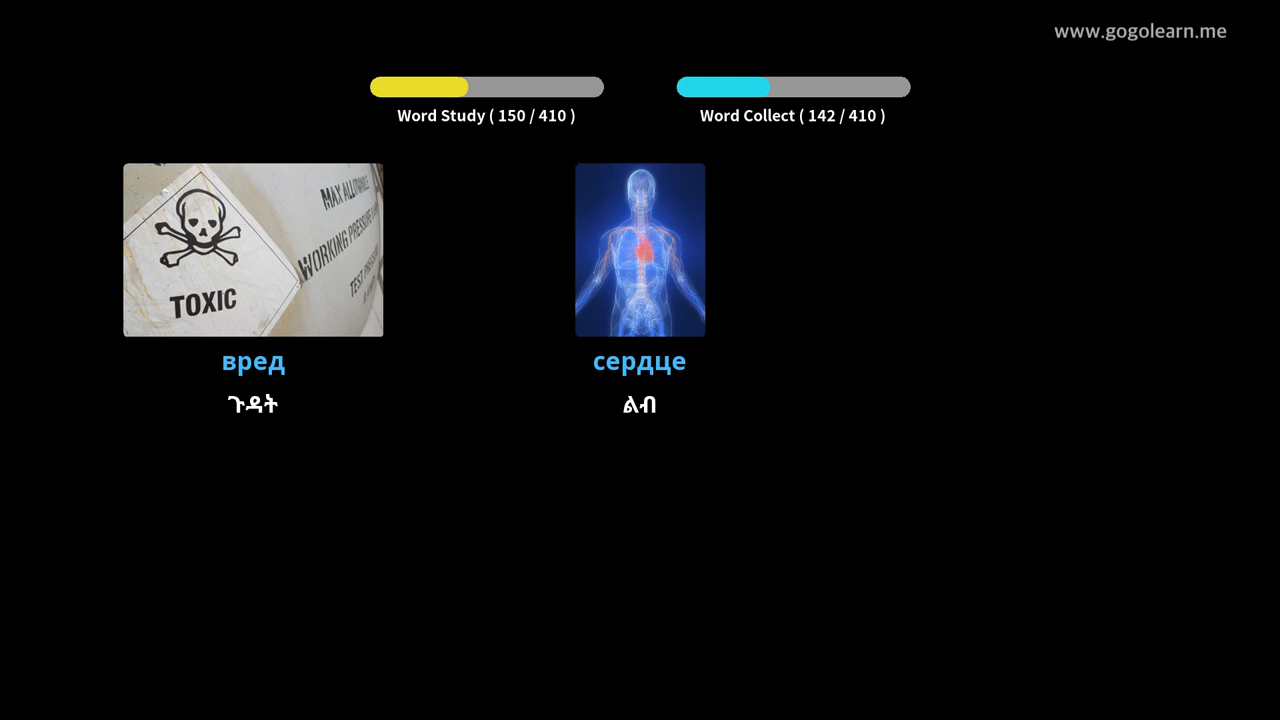 www.gogolearn.me
Word Study ( 150 / 410 )
Word Collect ( 142 / 410 )
MAX ALLOWABLE
WORKING PRESSURE
TEST
TOXIC
вред
сердце
ጉዳት
ልብ